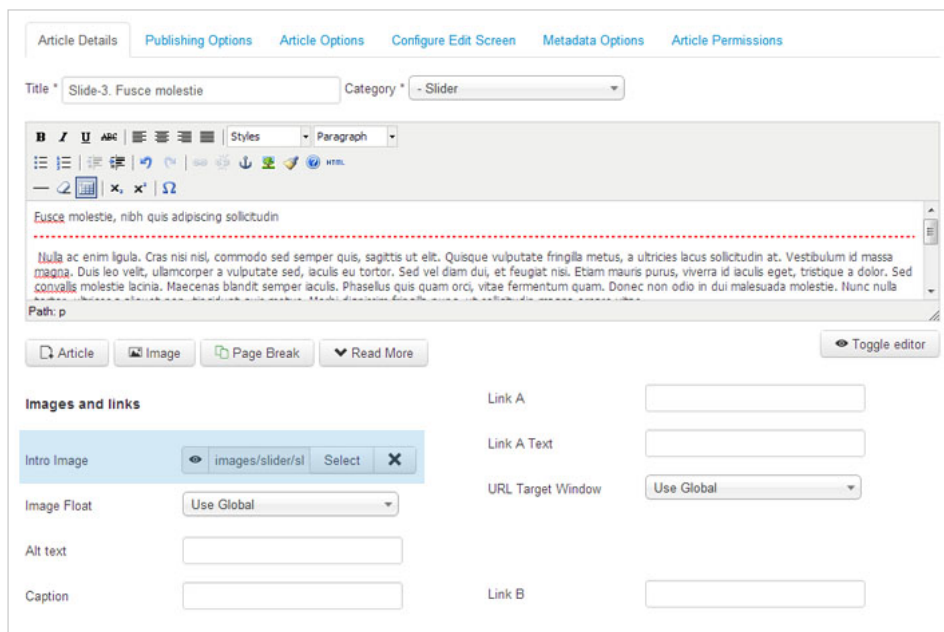 Article Details Publishing Options Article Options Configure Edit Screen Metadata Options Article Permissions
Title * Slide-3. Fusce molestie Category * - Slider
B I U ABC Styles Paragraph
HTML
x, x² Ω
Fusce molestie, nibh quis adipiscing sollicitudin
Nulla ac enim ligula. Cras nisi nisl, commodo sed semper quis, sagittis ut elit. Quisque vulputate fringilla metus, a ultricies lacus sollicitudin at. Vestibulum id massa
magna. Duis leo velit, ullamcorper a vulputate sed, iaculis eu tortor. Sed vel diam dui, et feugiat nisi. Etiam mauris purus, viverra id iaculis eget, tristique a dolor. Sed
convallis molestie lacinia. Maecenas blandit semper iaculis. Phasellus quis quam orci, vitae fermentum quam. Donec non odio in dui malesuada molestie. Nunc nulla
Path: p
Article Image Page Break Read More Toggle editor
Images and links
Link A
Intro Image images/slider/sl Select
Link A Text
Image Float Use Global
URL Target Window Use Global
Alt text
Caption
Link B